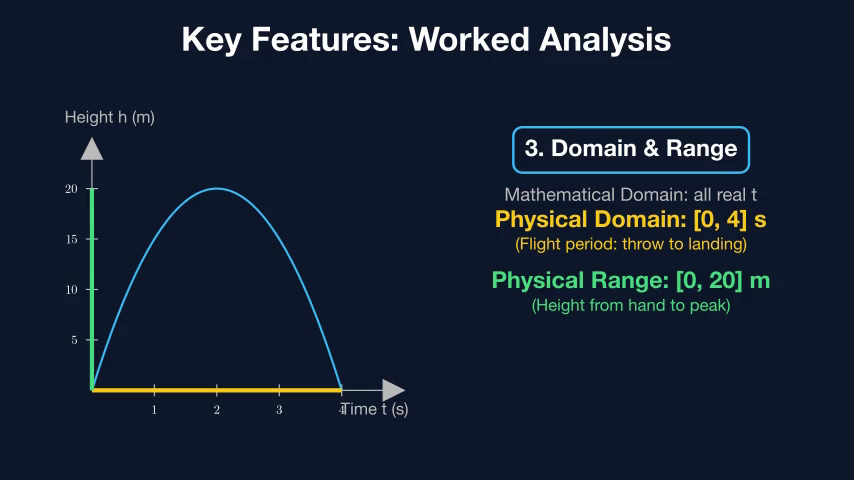 Key Features: Worked Analysis
Height h (m)
20
15
10
5
1
2
3
4
Time t (s)
3. Domain & Range
Mathematical Domain: all real t
Physical Domain: [0, 4] s
(Flight period: throw to landing)
Physical Range: [0, 20] m
(Height from hand to peak)